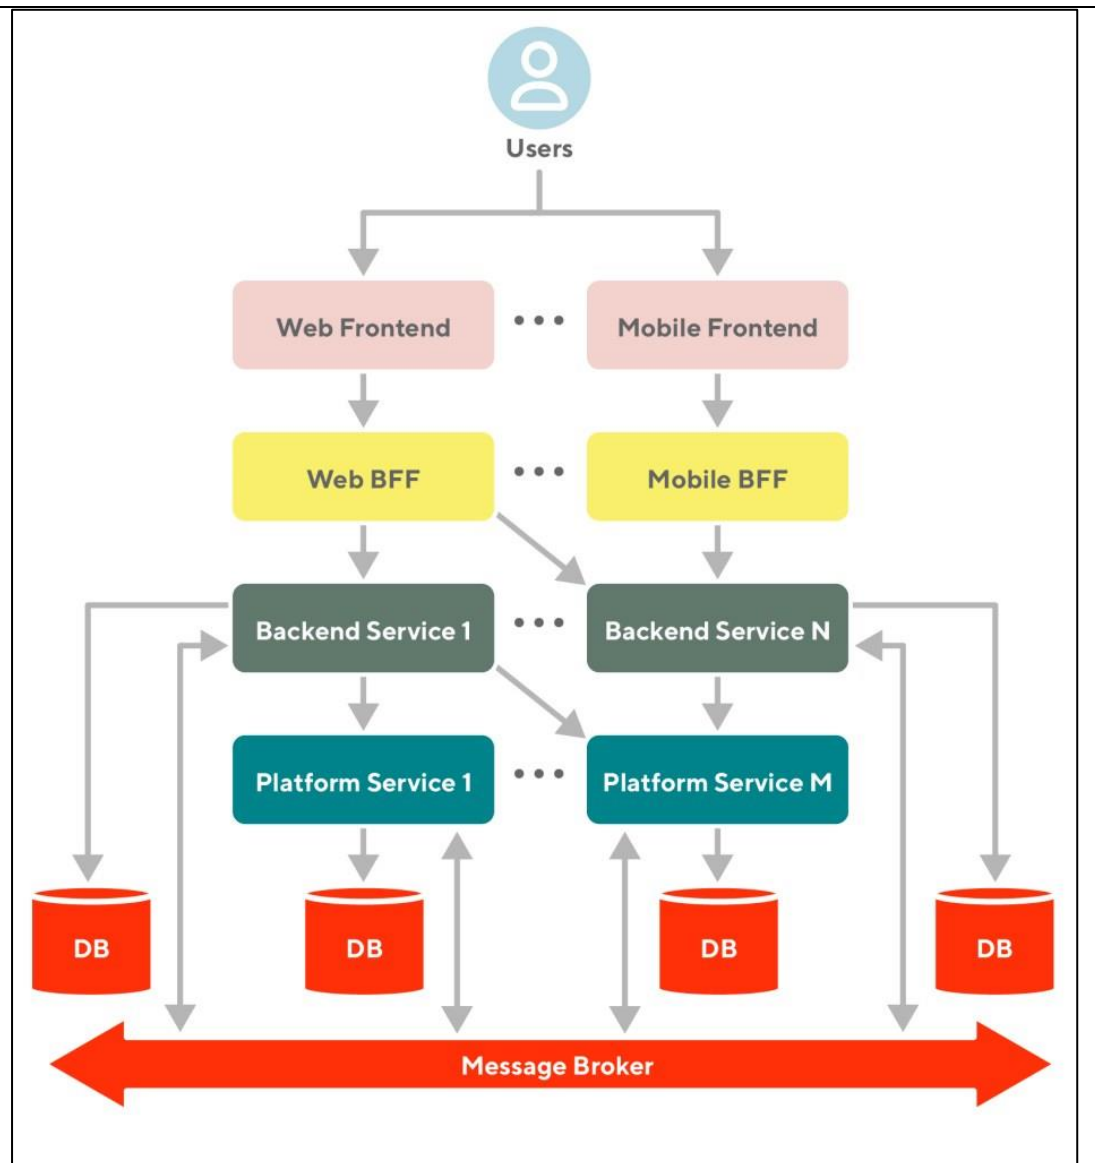 Users
Web Frontend
Mobile Frontend
Web BFF
Mobile BFF
Backend Service 1
Backend Service N
Platform Service 1
Platform Service M
DB
DB
DB
DB
Message Broker